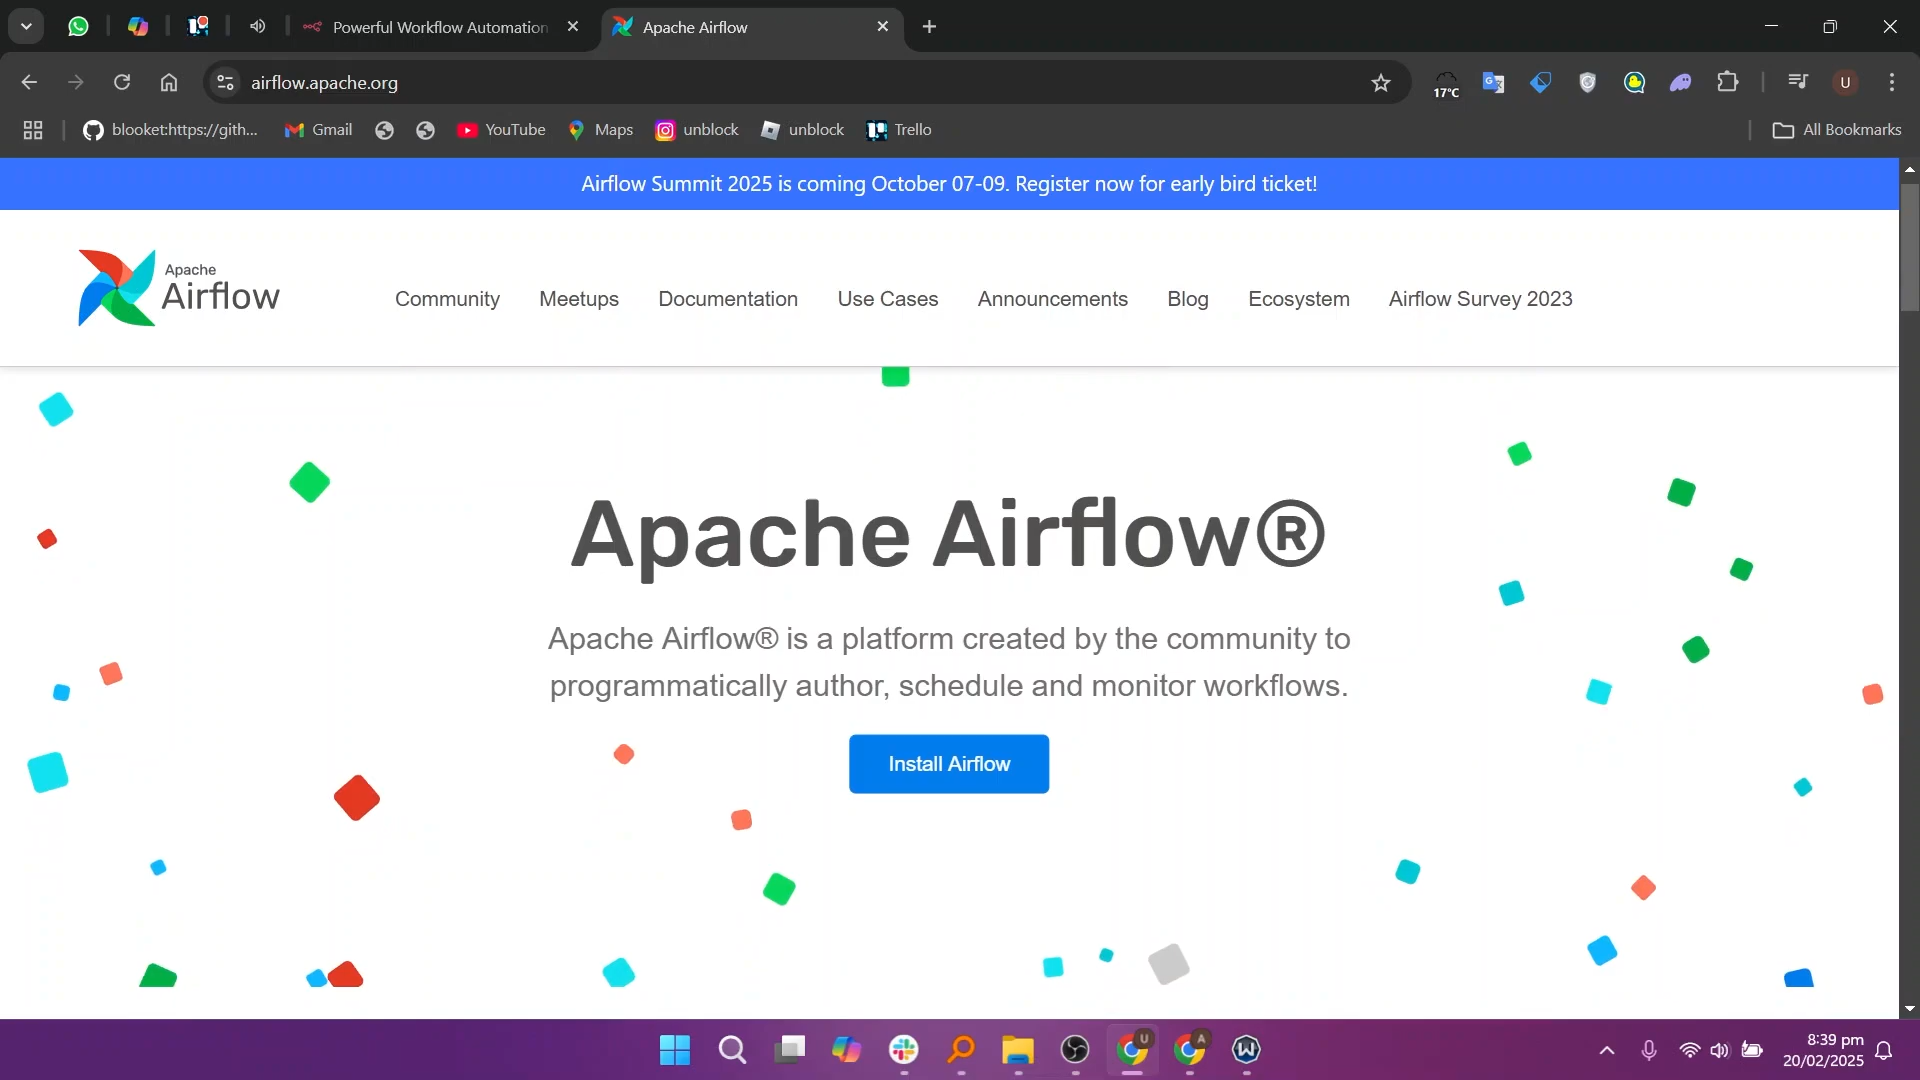 Powerful Workflow Automation
Apache Airflow
airflow.apache.org
17°C
U
blooket:https://gith...
Gmail
YouTube
Maps
unblock
unblock
Trello
All Bookmarks
Airflow Summit 2025 is coming October 07-09. Register now for early bird ticket!
Apache
Airflow
Community
Meetups
Documentation
Use Cases
Announcements
Blog
Ecosystem
Airflow Survey 2023
Apache Airflow®
Apache Airflow® is a platform created by the community to
programmatically author, schedule and monitor workflows.
Install Airflow
U
A
W
8:39 pm
20/02/2025